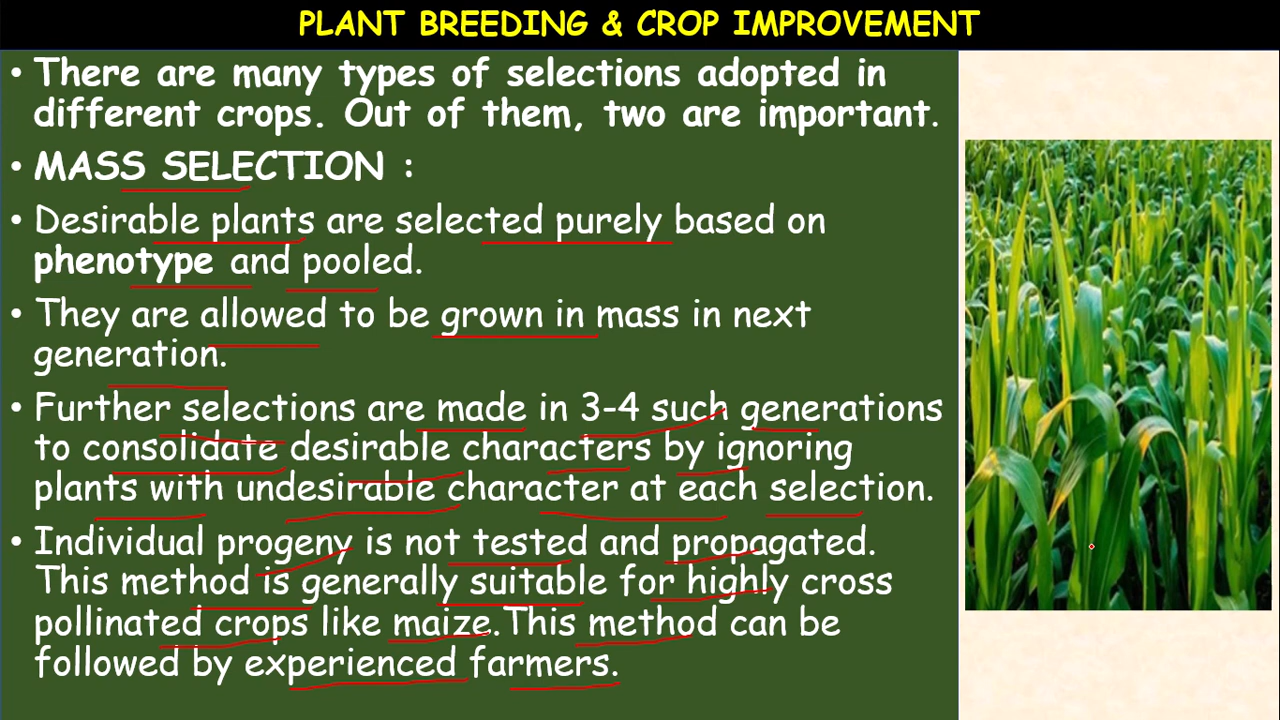 PLANT BREEDING & CROP IMPROVEMENT
• There are many types of selections adopted in
different crops. Out of them, two are important.
• MASS SELECTION :
• Desirable plants are selected purely based on
phenotype and pooled.
• They are allowed to be grown in mass in next
generation.
• Further selections are made in 3-4 such generations
to consolidate desirable characters by ignoring
plants with undesirable character at each selection.
• Individual progeny is not tested and propagated.
This method is generally suitable for highly cross
pollinated crops like maize.This method can be
followed by experienced farmers.